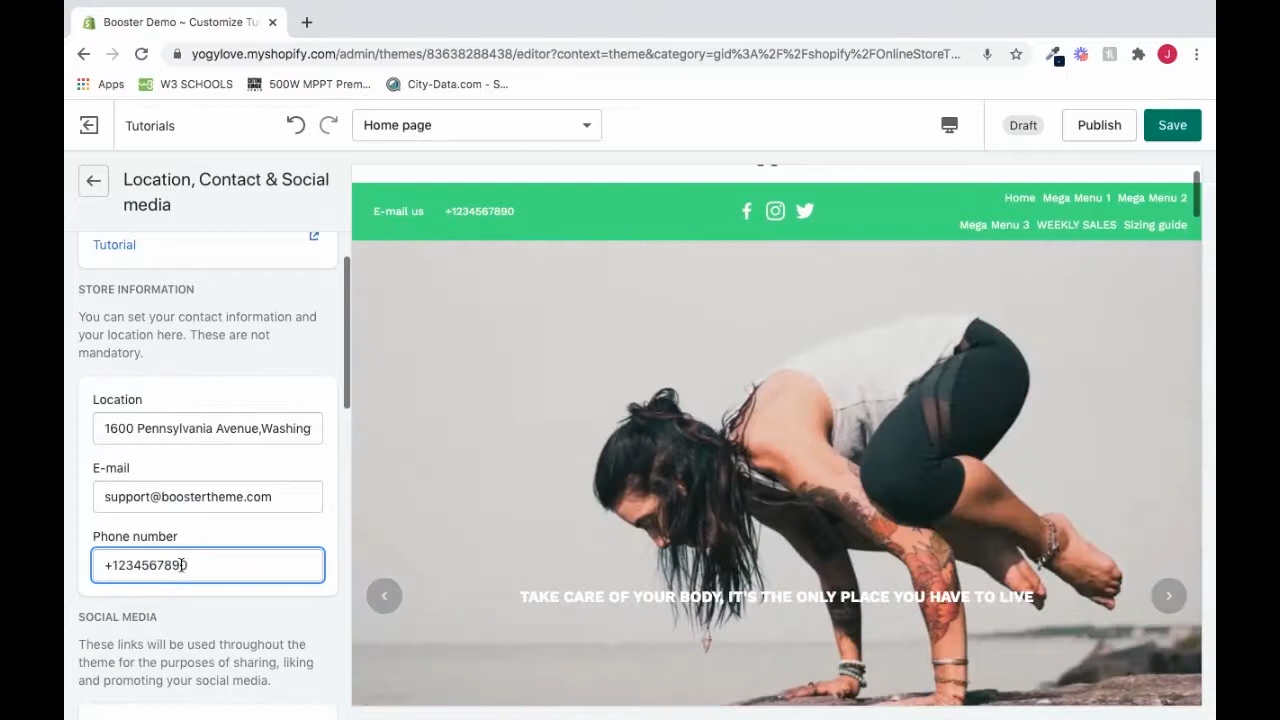 Booster Demo ~ Customize Tu
yogylove.myshopify.com/admin/themes/83638288438/editor?context=theme&category=gid%3A%2F%2Fshopify%2FOnlineStoreT...
J
Apps
W3 SCHOOLS
500W MPPT Prem...
City-Data.com - S...
Tutorials
Home page
Draft
Publish
Save
Location, Contact & Social
media
Tutorial
STORE INFORMATION
You can set your contact information and
your location here. These are not
mandatory.
Location
1600 Pennsylvania Avenue,Washing
E-mail
support@boostertheme.com
Phone number
+1234567890
SOCIAL MEDIA
These links will be used throughout the
theme for the purposes of sharing, liking
and promoting your social media.
E-mail us
+1234567890
Home Mega Menu 1 Mega Menu 2
Mega Menu 3 WEEKLY SALES Sizing guide
TAKE CARE OF YOUR BODY, IT'S THE ONLY PLACE YOU HAVE TO LIVE